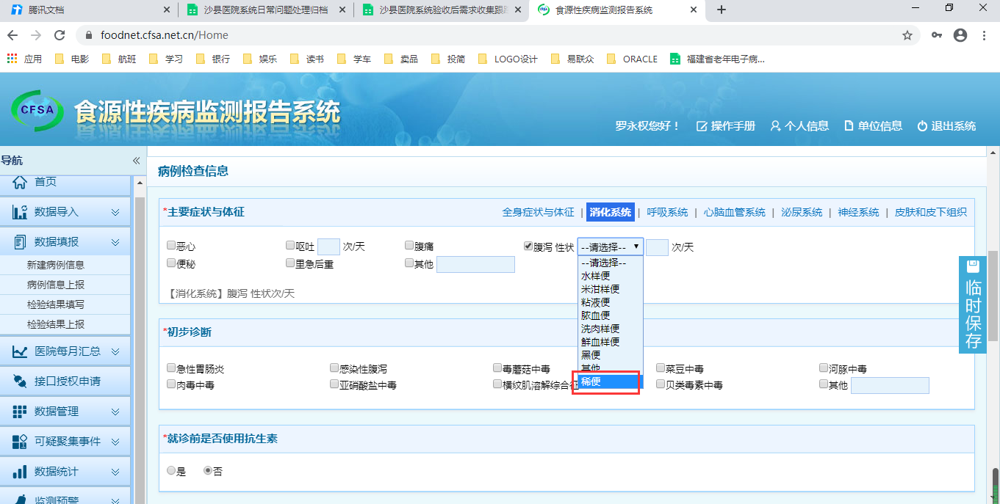 腾讯文档
沙县医院系统日常问题处理归档
沙县医院系统验收后需求收集跟
食源性疾病监测报告系统
foodnet.cfsa.net.cn/Home
应用 电影 航班 学习 银行 娱乐 读书 学车 卖品 投简 LOGO设计 易联众 ORACLE 福建省老年电子病...
CFSA 食源性疾病监测报告系统
罗永权您好！ 操作手册 个人信息 单位信息 退出系统
导航
首页
数据导入
数据填报
新建病例信息
病例信息上报
检验结果填写
检验结果上报
医院每月汇总
接口授权申请
数据管理
可疑聚集事件
数据统计
监测预警
病例检查信息
*主要症状与体征
全身症状与体征 | 消化系统 | 呼吸系统 | 心脑血管系统 | 泌尿系统 | 神经系统 | 皮肤和皮下组织
恶心 呕吐 次/天 腹痛 腹泻 性状 --请选择-- 次/天
便秘 里急后重 其他
【消化系统】腹泻 性状次/天
--请选择--
水样便
米泔样便
粘液便
脓血便
洗肉样便
鲜血样便
黑便
其他
稀便
*初步诊断
急性胃肠炎 感染性腹泻 毒蘑菇中毒 菜豆中毒 河豚中毒
肉毒中毒 亚硝酸盐中毒 横纹肌溶解综合征 贝类毒素中毒 其他
*就诊前是否使用抗生素
是 否
临时保存